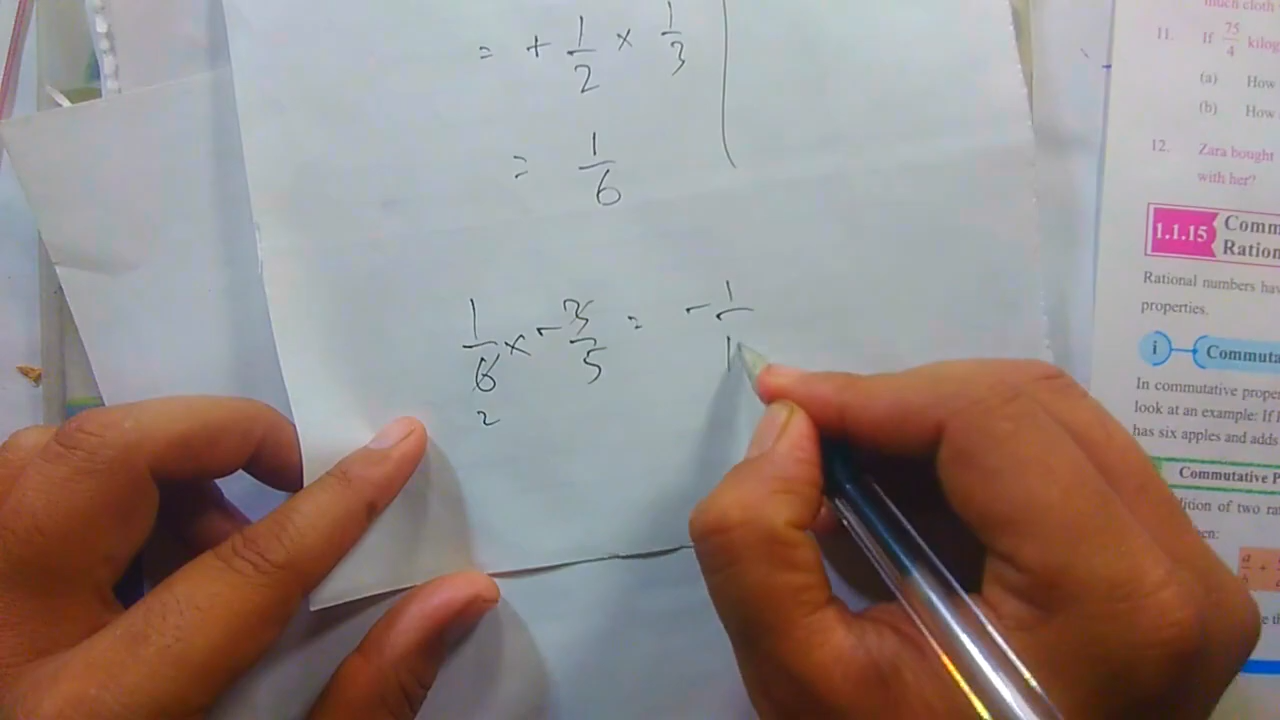 = + 1/2 × 1/3
= 1/6
1/6 × -3/5 = -1/1
2
much cloth
11. If 75/4 kilog
(a) How
(b) How
12. Zara bought
with her?
1.1.15 Comm
Ration
Rational numbers hav
properties.
i Commuta
In commutative prope
look at an example: If
has six apples and adds
Commutative P
dition of two ra
en:
a/b +
e th